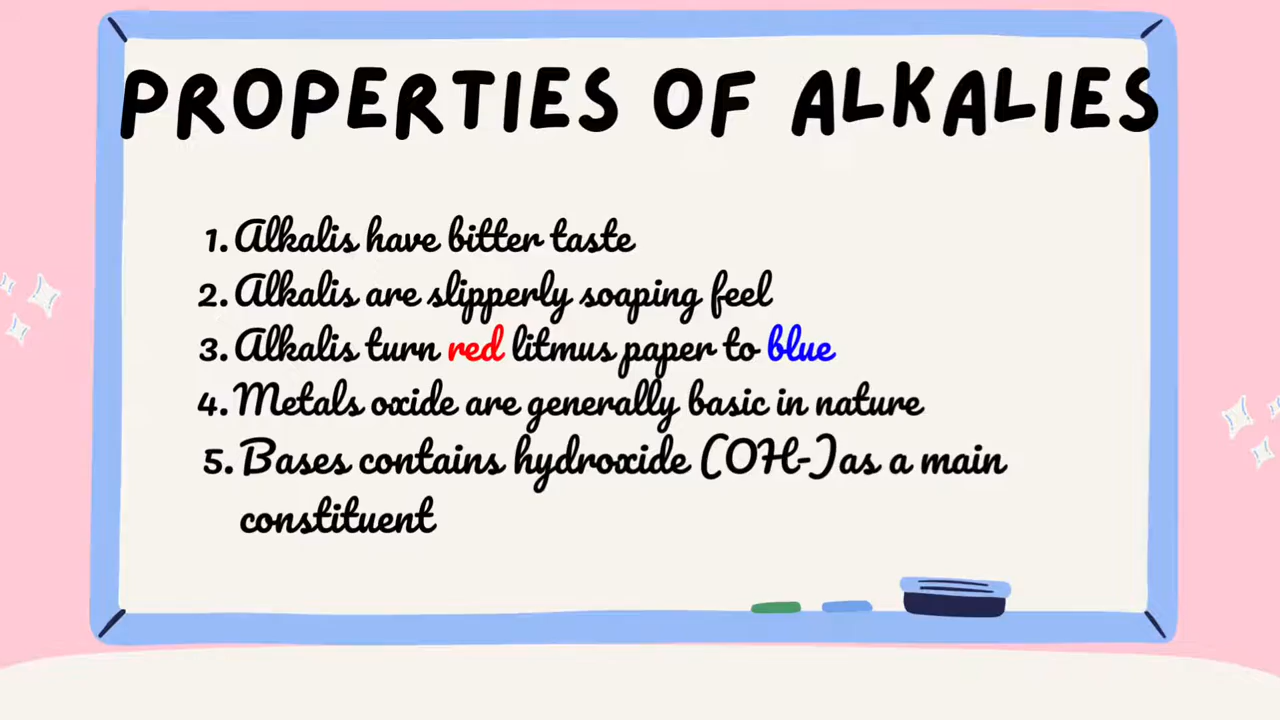 PROPERTIES OF ALKALIES
1. Alkalis have bitter taste
2. Alkalis are slipperly soaping feel
3. Alkalis turn red litmus paper to blue
4. Metals oxide are generally basic in nature
5. Bases contains hydroxide (OH-)as a main
constituent